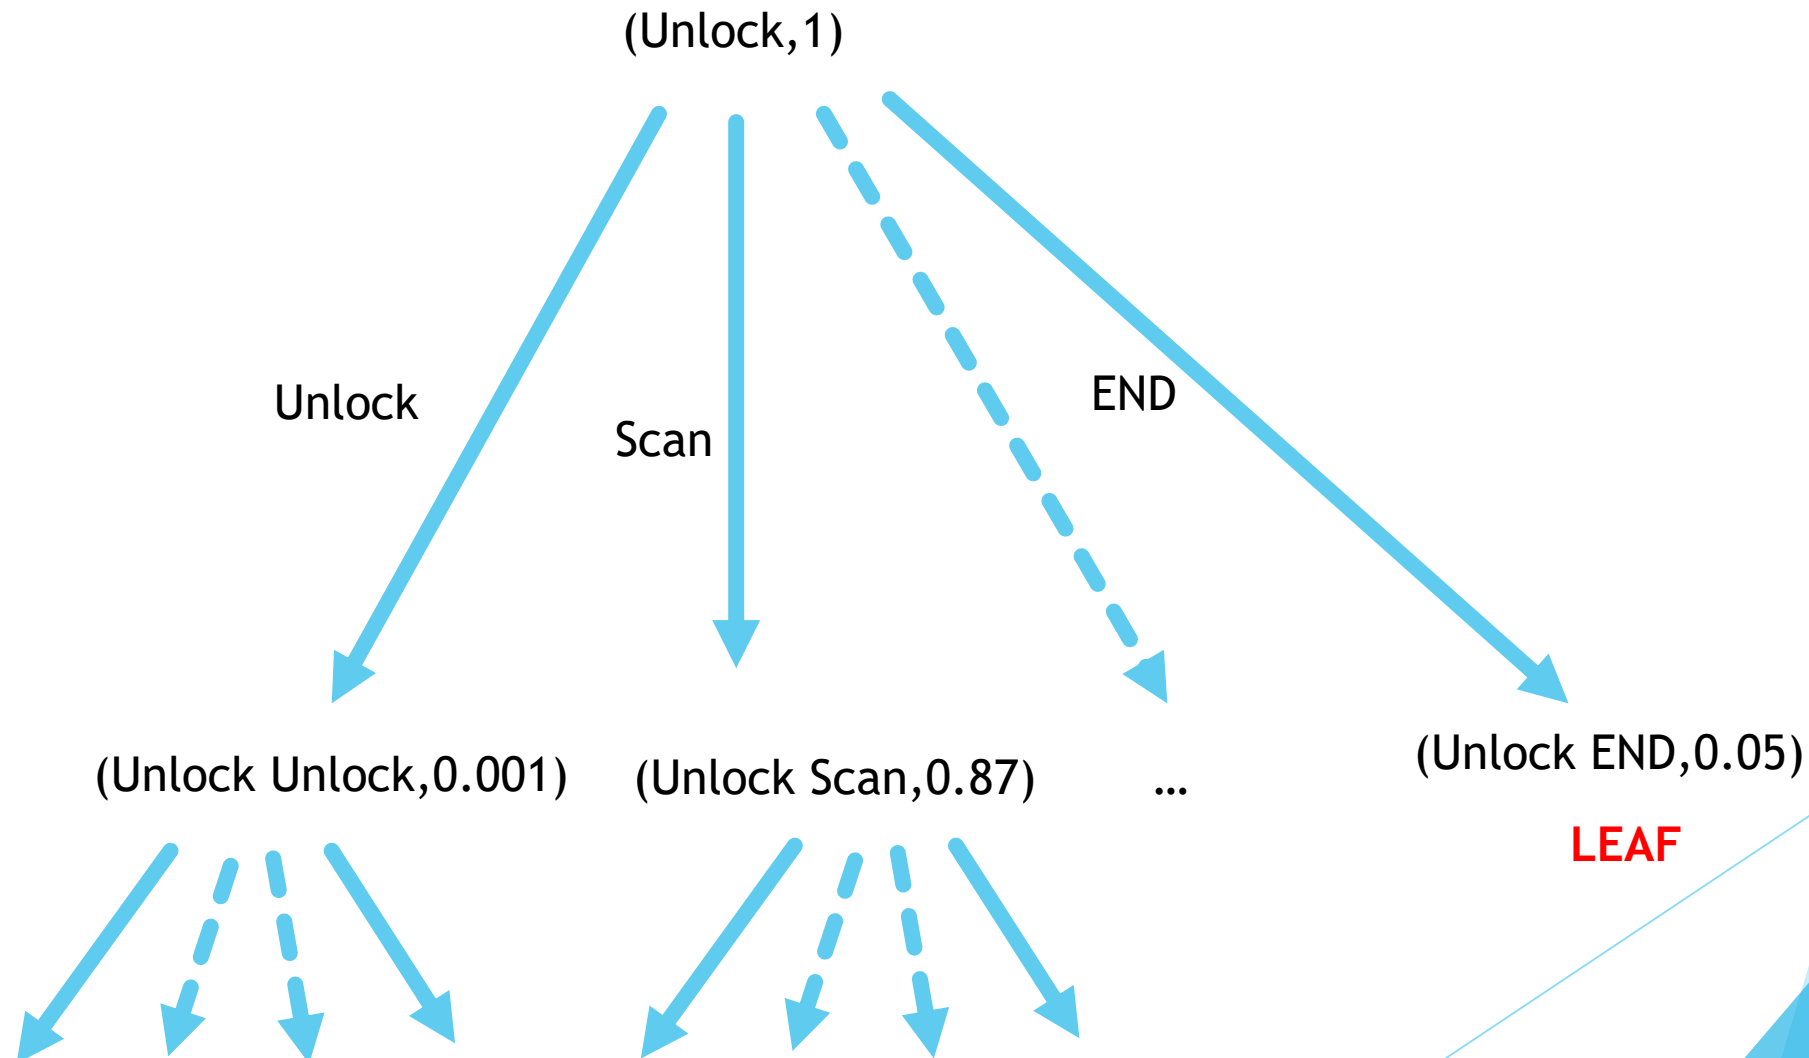 (Unlock,1)
Unlock
Scan
END
(Unlock Unlock,0.001)
(Unlock Scan,0.87)
...
(Unlock END,0.05)
LEAF